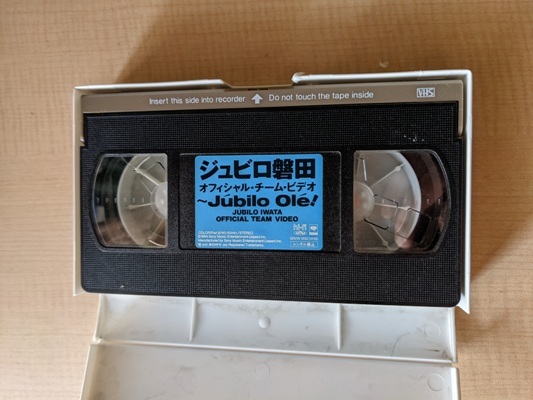 Insert this side into recorder ⇧ Do not touch the tape inside VHS
ジュビロ磐田
オフィシャル・チーム・ビデオ
〜Júbilo Olé!
JUBILO IWATA
OFFICIAL TEAM VIDEO